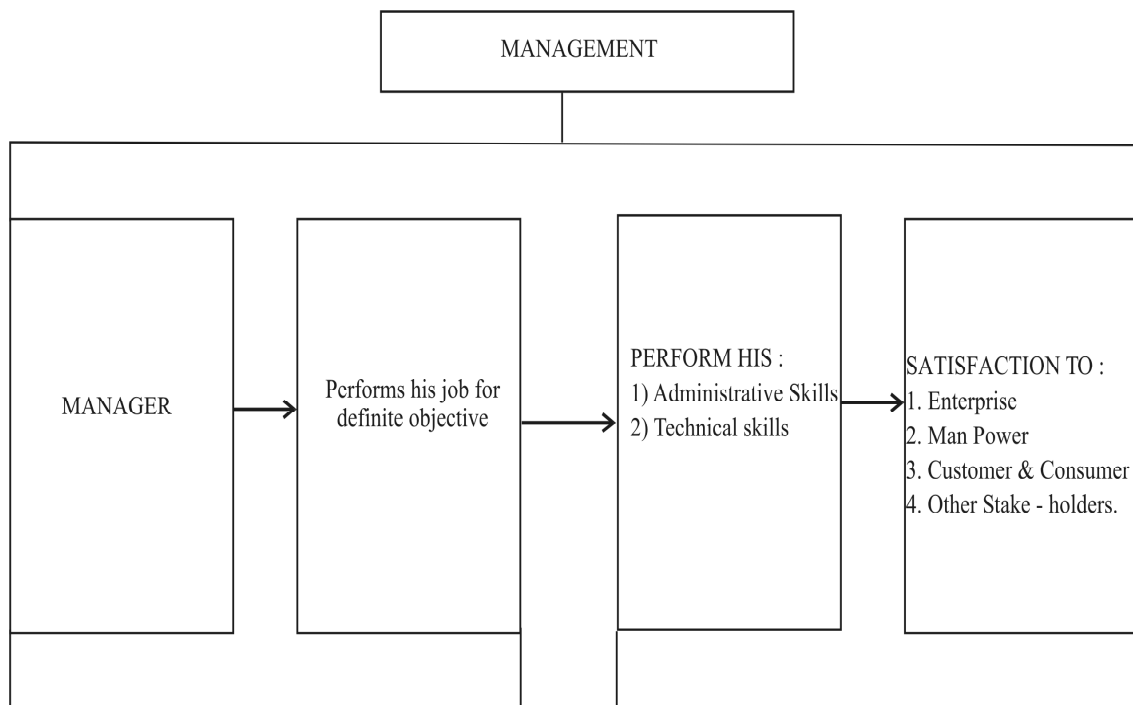 MANAGEMENT
MANAGER
Performs his job for
definite objective
PERFORM HIS :
1) Administrative Skills
2) Technical skills
SATISFACTION TO :
1. Enterprise
2. Man Power
3. Customer & Consumer
4. Other Stake - holders.